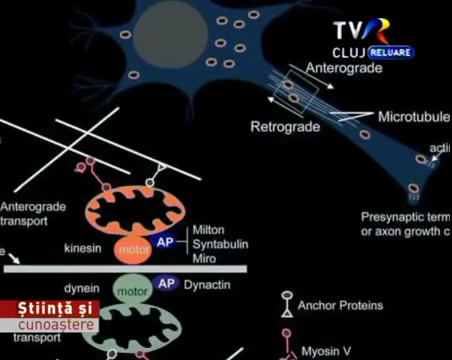 TVR
CLUJ RELUARE
Anterograde
Microtubule
Retrograde
Anterograde
transport
Presynaptic term
or axon growth c
kinesin
motor
AP
Milton
Syntabulin
Miro
dynein
motor
AP
Dynactin
Știință și
cunoaștere
transport
Anchor Proteins
Myosin V